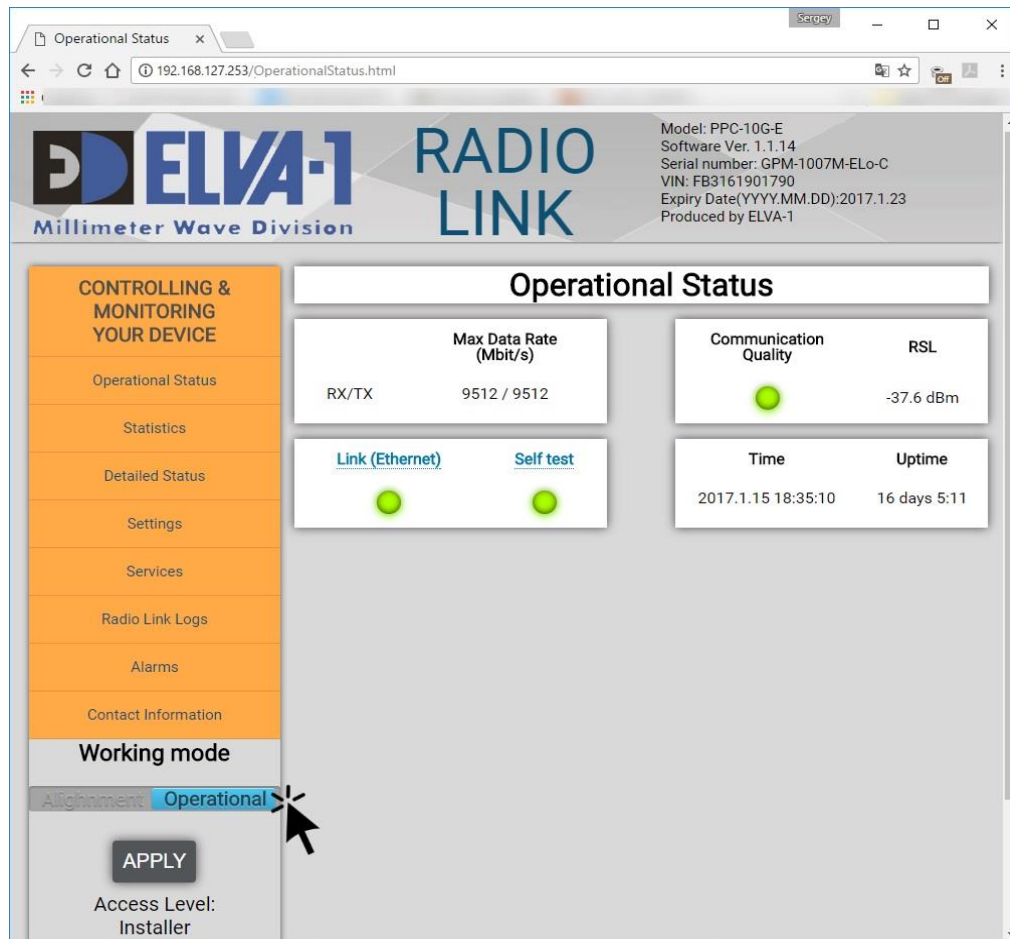 Sergey
Operational Status
192.168.127.253/OperationalStatus.html
Off
ELVA-1
Millimeter Wave Division
RADIO
LINK
Model: PPC-10G-E
Software Ver. 1.1.14
Serial number: GPM-1007M-ELo-C
VIN: FB3161901790
Expiry Date(YYYY.MM.DD):2017.1.23
Produced by ELVA-1
CONTROLLING &
MONITORING
YOUR DEVICE
Operational Status
Statistics
Detailed Status
Settings
Services
Radio Link Logs
Alarms
Contact Information
Working mode
Alighnment Operational
APPLY
Access Level:
Installer
Operational Status
Max Data Rate
(Mbit/s)
RX/TX 9512 / 9512
Communication
Quality
RSL
-37.6 dBm
Link (Ethernet) Self test
Time Uptime
2017.1.15 18:35:10 16 days 5:11